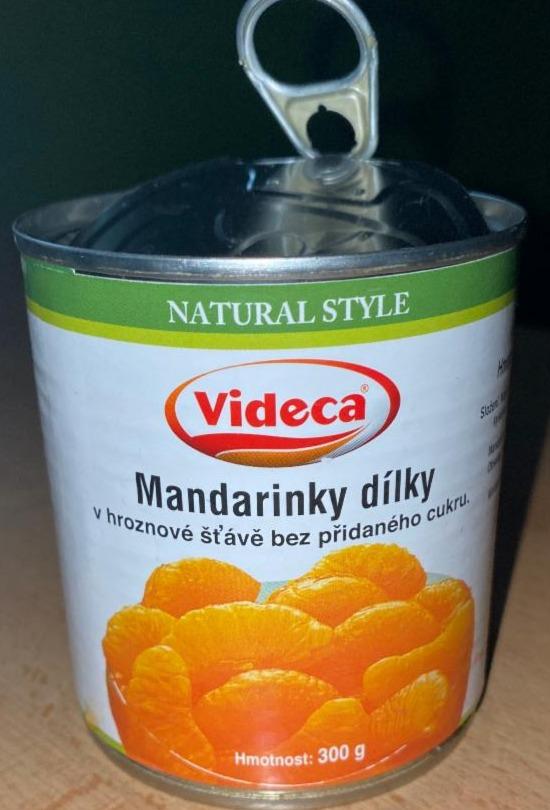 NATURAL STYLE
Videca®
Mandarinky dílky
v hroznové šťávě bez přidaného cukru.
Hmotnost: 300 g